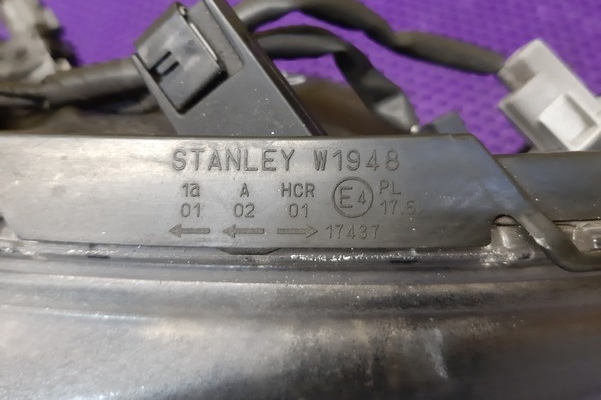 STANLEY W1948
1a A HCR E4 PL
01 02 01 17.5
← ← → 17437